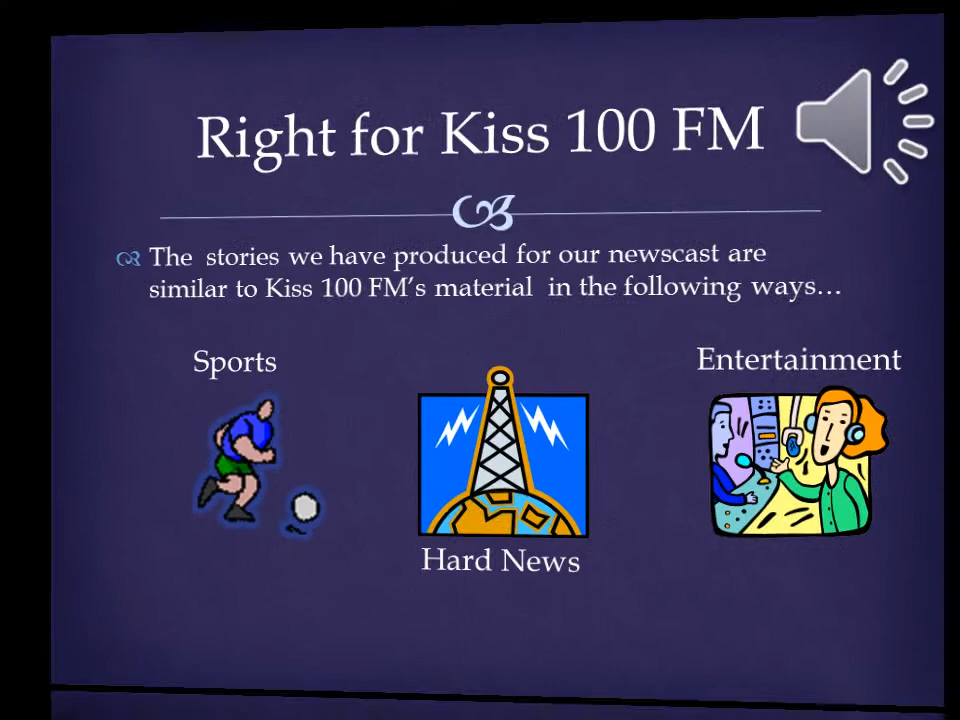 Right for Kiss 100 FM
The stories we have produced for our newscast are
similar to Kiss 100 FM’s material in the following ways…
Sports
Entertainment
Hard News